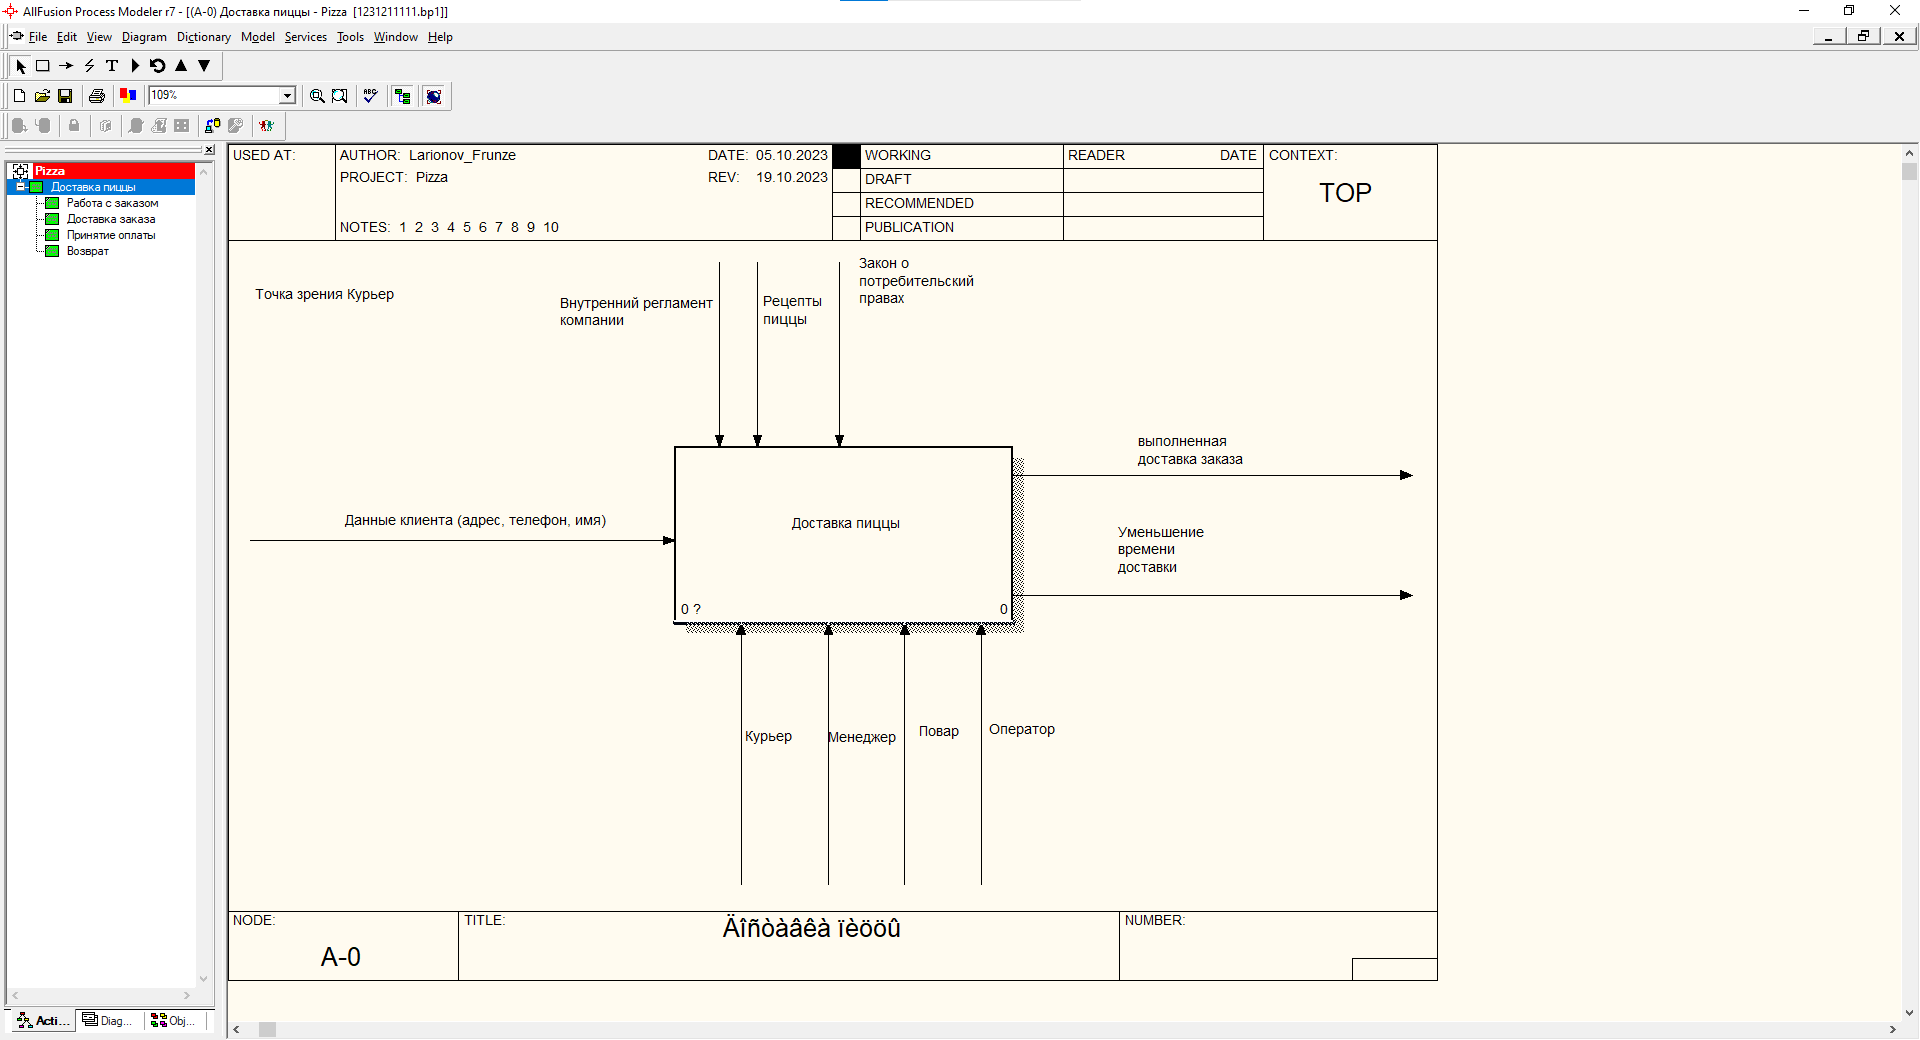 AllFusion Process Modeler r7 - [(A-0) Доставка пиццы - Pizza  [1231211111.bp1]]
File Edit View Diagram Dictionary Model Services Tools Window Help
109%
ABC
Pizza
Доставка пиццы
Работа с заказом
Доставка заказа
Принятие оплаты
Возврат
Acti...
Diag...
Obj...
USED AT:
AUTHOR: Larionov_Frunze
DATE: 05.10.2023
PROJECT: Pizza
REV: 19.10.2023
NOTES: 1 2 3 4 5 6 7 8 9 10
WORKING
DRAFT
RECOMMENDED
PUBLICATION
READER
DATE
CONTEXT:
TOP
Точка зрения Курьер
Внутренний регламент
компании
Рецепты
пиццы
Закон о
потребительский
правах
Данные клиента (адрес, телефон, имя)
Доставка пиццы
0 ?
0
выполненная
доставка заказа
Уменьшение
времени
доставки
Курьер
Менеджер
Повар
Оператор
NODE:
A-0
TITLE:
Äîñòàâêà ïèööû
NUMBER: